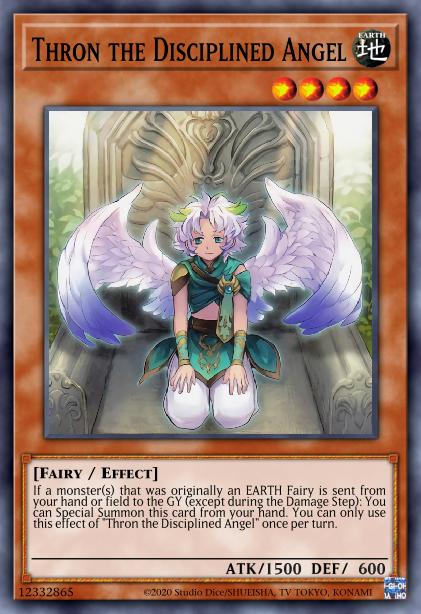 THRON THE DISCIPLINED ANGEL
EARTH
地
[FAIRY / EFFECT]
If a monster(s) that was originally an EARTH Fairy is sent from
your hand or field to the GY (except during the Damage Step): You
can Special Summon this card from your hand. You can only use
this effect of "Thron the Disciplined Angel" once per turn.
ATK/1500 DEF/ 600
12332865
©2020 Studio Dice/SHUEISHA, TV TOKYO, KONAMI